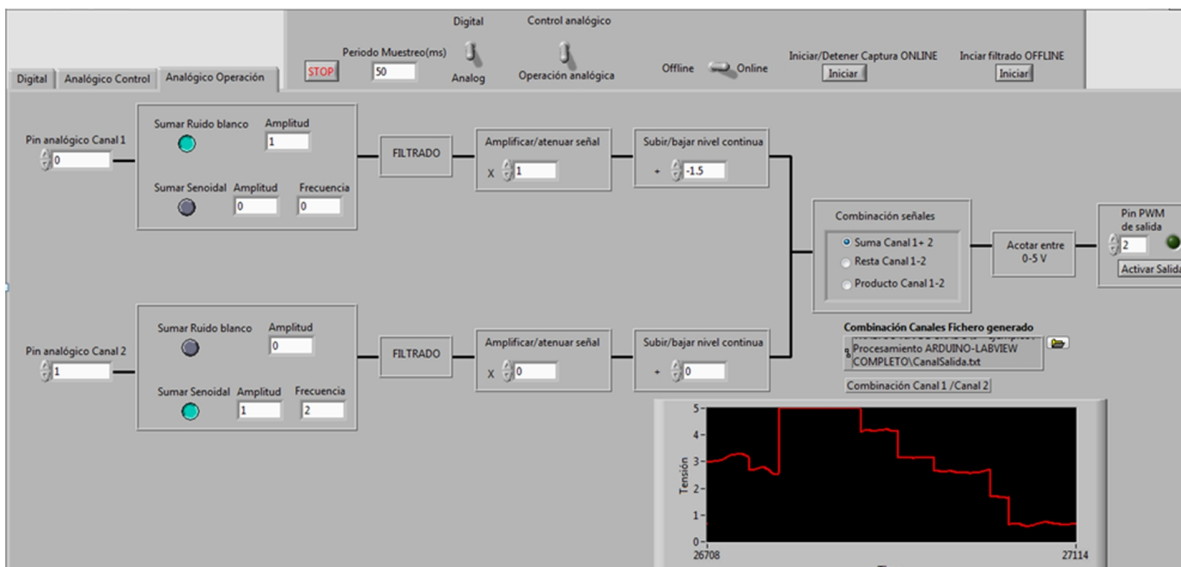 Digital
Control analógico
Periodo Muestreo(ms)
STOP
50
Analog
Operación analógica
Offline
Online
Iniciar/Detener Captura ONLINE
Iniciar
Inciar filtrado OFFLINE
Iniciar
Digital
Analógico Control
Analógico Operación
Pin analógico Canal 1
0
Sumar Ruido blanco
Amplitud
1
Sumar Senoidal
Amplitud
Frecuencia
0
0
FILTRADO
Amplificar/atenuar señal
X
1
Subir/bajar nivel continua
+
-1.5
Combinación señales
Suma Canal 1+ 2
Resta Canal 1-2
Producto Canal 1-2
Acotar entre
0-5 V
Pin PWM
de salida
2
Activar Salida
Pin analógico Canal 2
1
Sumar Ruido blanco
Amplitud
0
Sumar Senoidal
Amplitud
Frecuencia
1
2
FILTRADO
Amplificar/atenuar señal
X
0
Subir/bajar nivel continua
+
0
Combinación Canales Fichero generado
Procesamiento ARDUINO-LABVIEW
COMPLETO\CanalSalida.txt
Combinación Canal 1 /Canal 2
Tensión
5
4
3
2
1
0
26708
27114